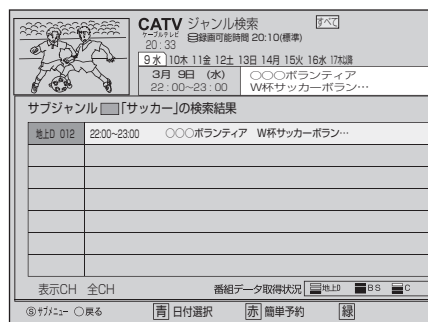 CATV ジャンル検索 すべて
ケーブルテレビ 録画可能時間 20:10(標準)
20:33
9水 10木 11金 12土 13日 14月 15火 16水 17木
3月 9日 (水) ○○○ボランティア
22:00~23:00 W杯サッカーボラン…
サブジャンル 「サッカー」の検索結果
地上D 012 22:00~23:00 ○○○ボランティア W杯サッカーボラン…
表示CH 全CH 番組データ取得状況 地上D BS C
Ⓢサブメニュー ○戻る 青 日付選択 赤 簡単予約 緑